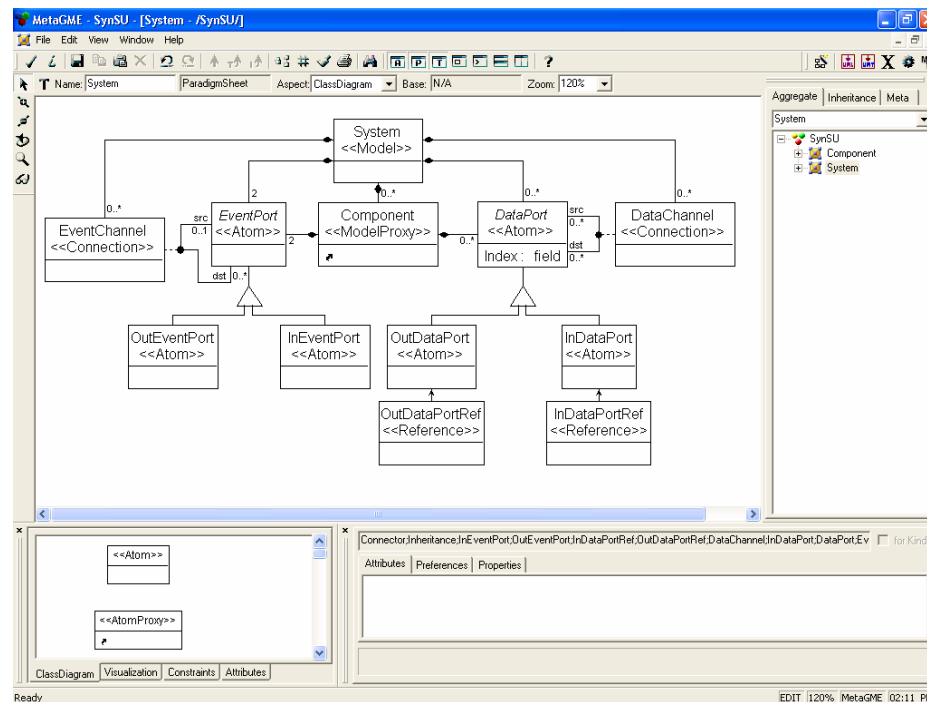 MetaGME - SynSU - [System - /SynSU/]
File Edit View Window Help
Name: System ParadigmSheet Aspect: ClassDiagram Base: N/A Zoom: 120%
Aggregate Inheritance Meta
System
SynSU
Component
System
System
<<Model>>
2 0..* 0..* 0..*
0..*
EventChannel
<<Connection>>
src
0..1
dst 0..*
EventPort
<<Atom>>
2
Component
<<ModelProxy>>
0..*
DataPort
<<Atom>>
Index : field
src
0..*
dst
0..*
DataChannel
<<Connection>>
OutEventPort
<<Atom>>
InEventPort
<<Atom>>
OutDataPort
<<Atom>>
InDataPort
<<Atom>>
OutDataPortRef
<<Reference>>
InDataPortRef
<<Reference>>
<<Atom>>
<<AtomProxy>>
ClassDiagram Visualization Constraints Attributes
Connector;Inheritance;InEventPort;OutEventPort;InDataPortRef;OutDataPortRef;DataChannel;InDataPort;DataPort;Ev for Kind
Attributes Preferences Properties
Ready
EDIT 120% MetaGME 02:11 P